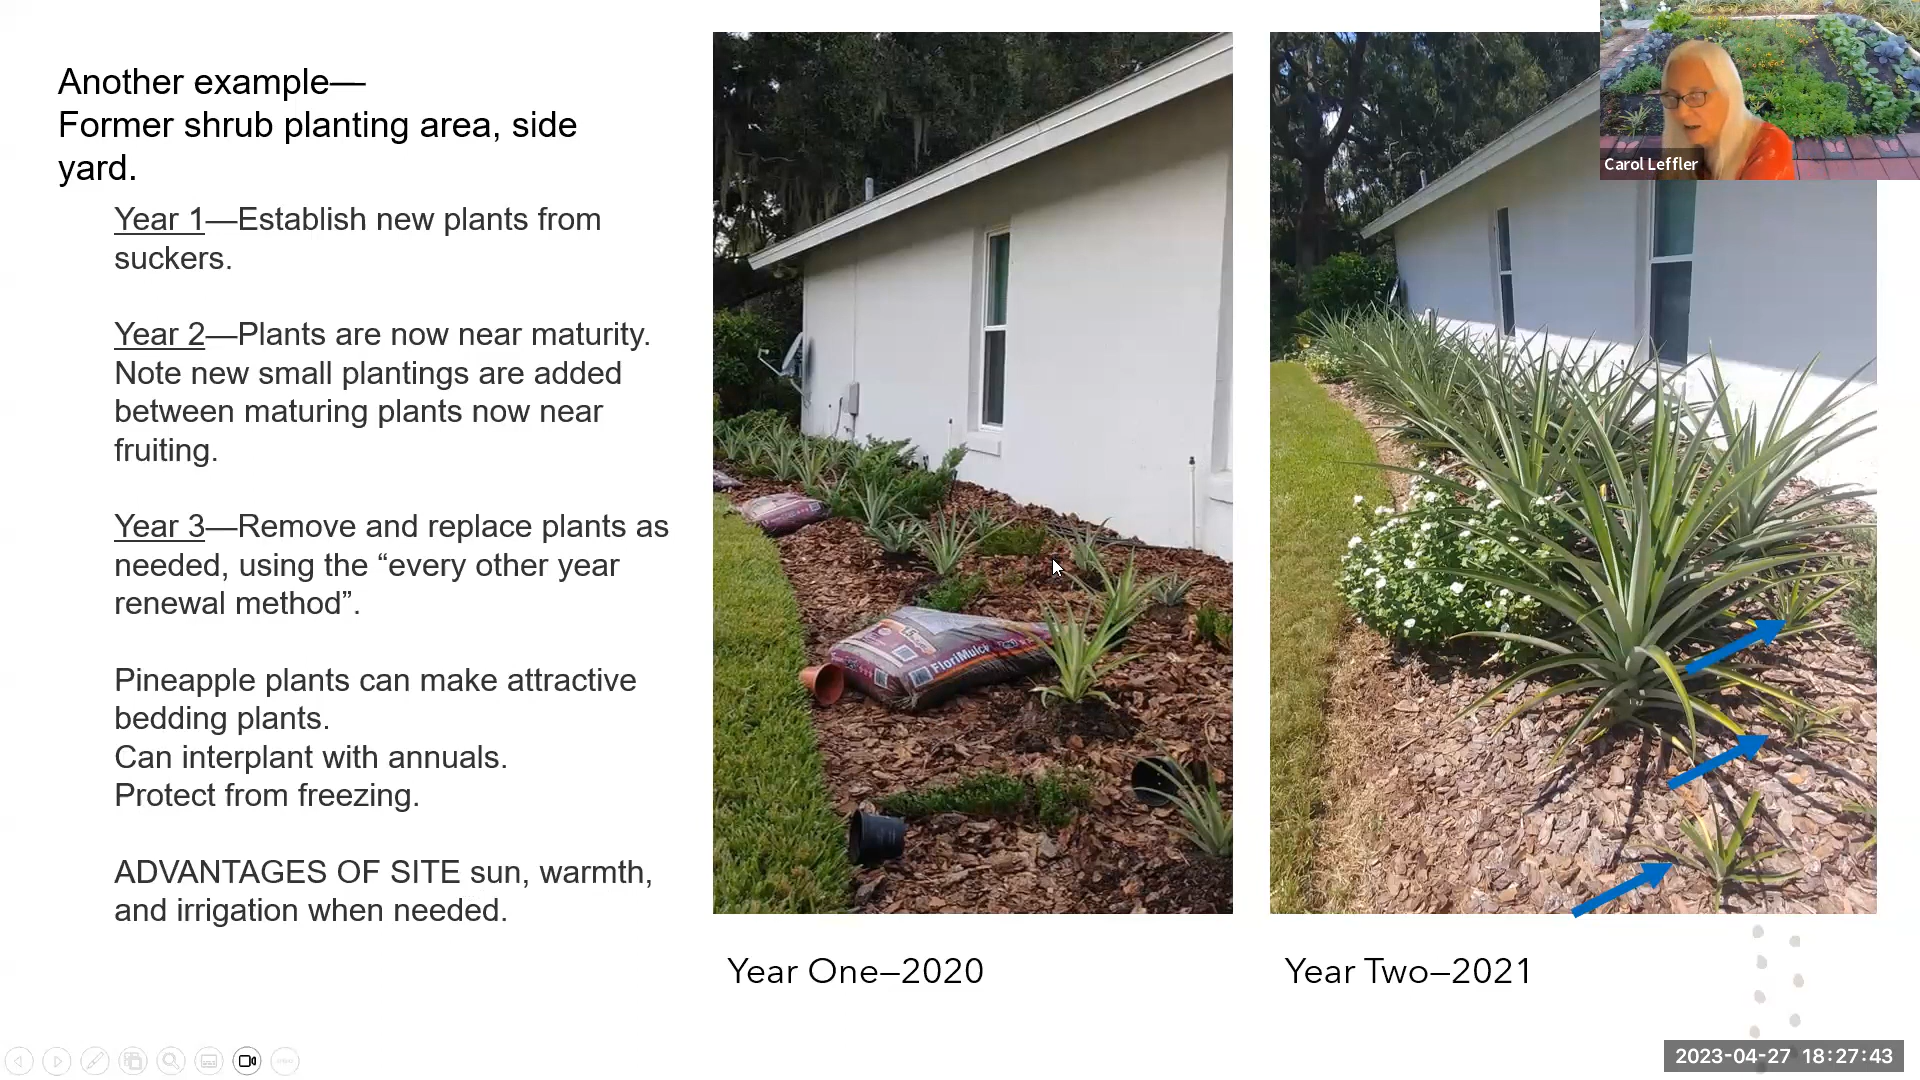 Another example—
Former shrub planting area, side
yard.
Year 1—Establish new plants from
suckers.
Year 2—Plants are now near maturity.
Note new small plantings are added
between maturing plants now near
fruiting.
Year 3—Remove and replace plants as
needed, using the “every other year
renewal method”.
Pineapple plants can make attractive
bedding plants.
Can interplant with annuals.
Protect from freezing.
ADVANTAGES OF SITE sun, warmth,
and irrigation when needed.
FloriMulch
Year One—2020
Year Two—2021
Carol Leffler
2023-04-27 18:27:43